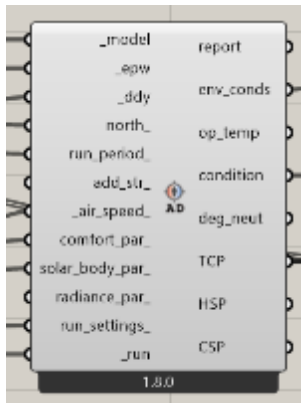 _model
_epw
_ddy
north_
run_period_
add_str_
_air_speed_
comfort_par_
solar_body_par_
radiance_par_
run_settings_
_run
report
env_conds
op_temp
condition
deg_neut
TCP
HSP
CSP
AD
1.8.0